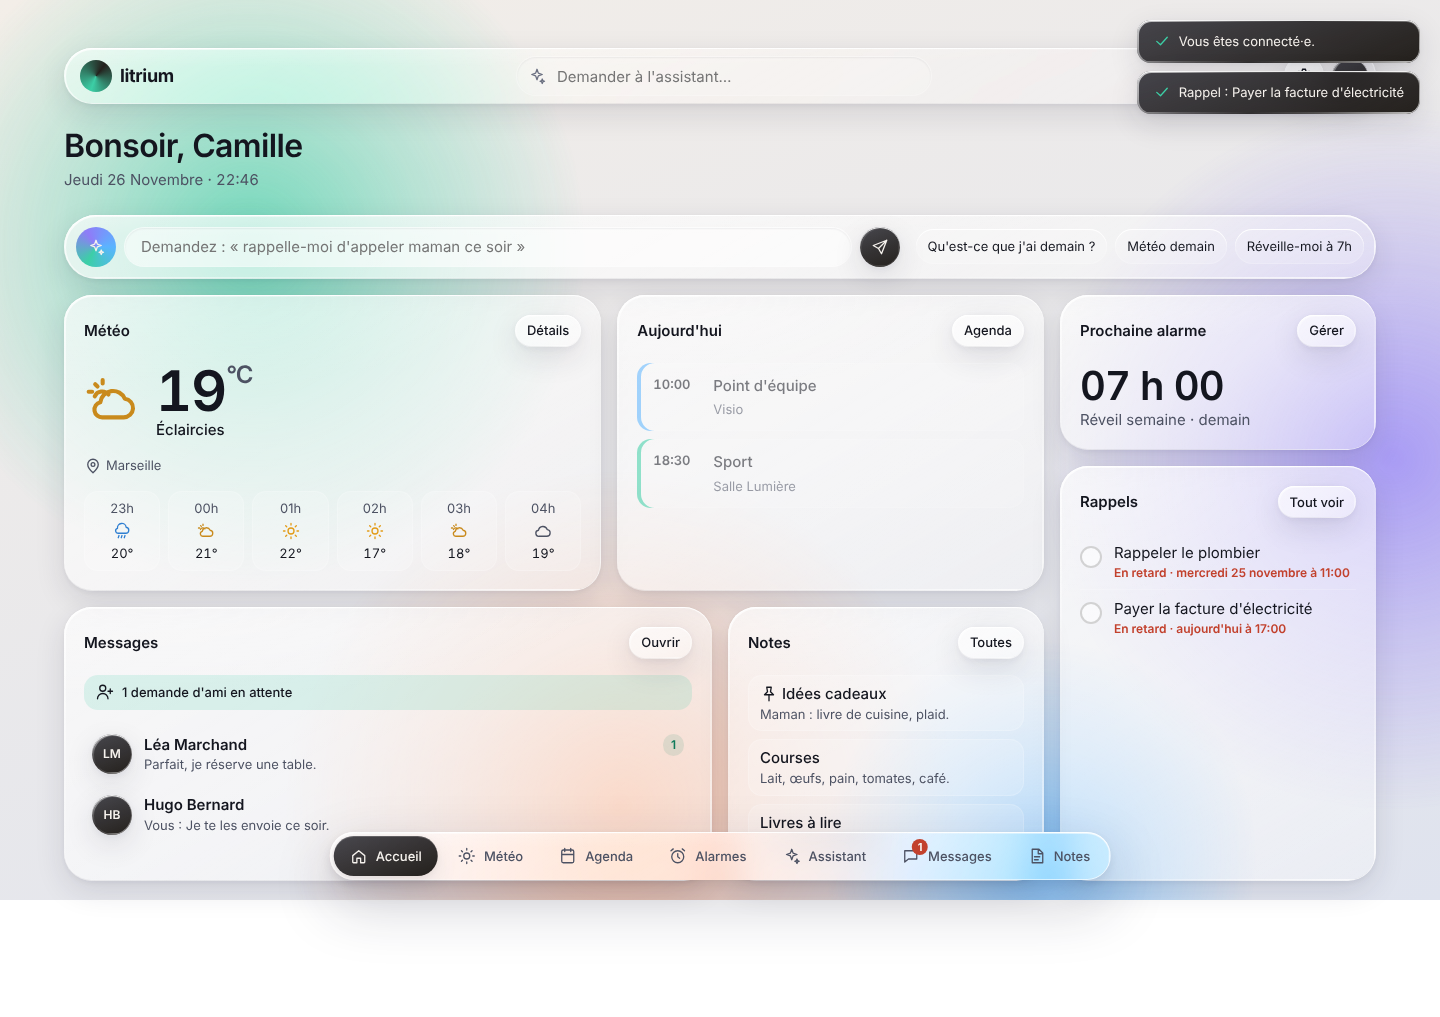 Vous êtes connecté·e.
litrium
Demander à l'assistant...
Rappel : Payer la facture d'électricité
Bonsoir, Camille
Jeudi 26 Novembre · 22:46
Demandez : « rappelle-moi d'appeler maman ce soir »
Qu'est-ce que j'ai demain ?
Météo demain
Réveille-moi à 7h
Météo
Détails
19°C
Éclaircies
Marseille
23h 00h 01h 02h 03h 04h
20° 21° 22° 17° 18° 19°
Aujourd'hui
Agenda
10:00 Point d'équipe
Visio
18:30 Sport
Salle Lumière
Prochaine alarme
Gérer
07 h 00
Réveil semaine · demain
Rappels
Tout voir
Rappeler le plombier
En retard · mercredi 25 novembre à 11:00
Payer la facture d'électricité
En retard · aujourd'hui à 17:00
Messages
Ouvrir
1 demande d'ami en attente
LM
Léa Marchand
1
Parfait, je réserve une table.
HB
Hugo Bernard
Vous : Je te les envoie ce soir.
Notes
Toutes
Idées cadeaux
Maman : livre de cuisine, plaid.
Courses
Lait, œufs, pain, tomates, café.
Livres à lire
Accueil
Météo
Agenda
Alarmes
Assistant
1
Messages
Notes